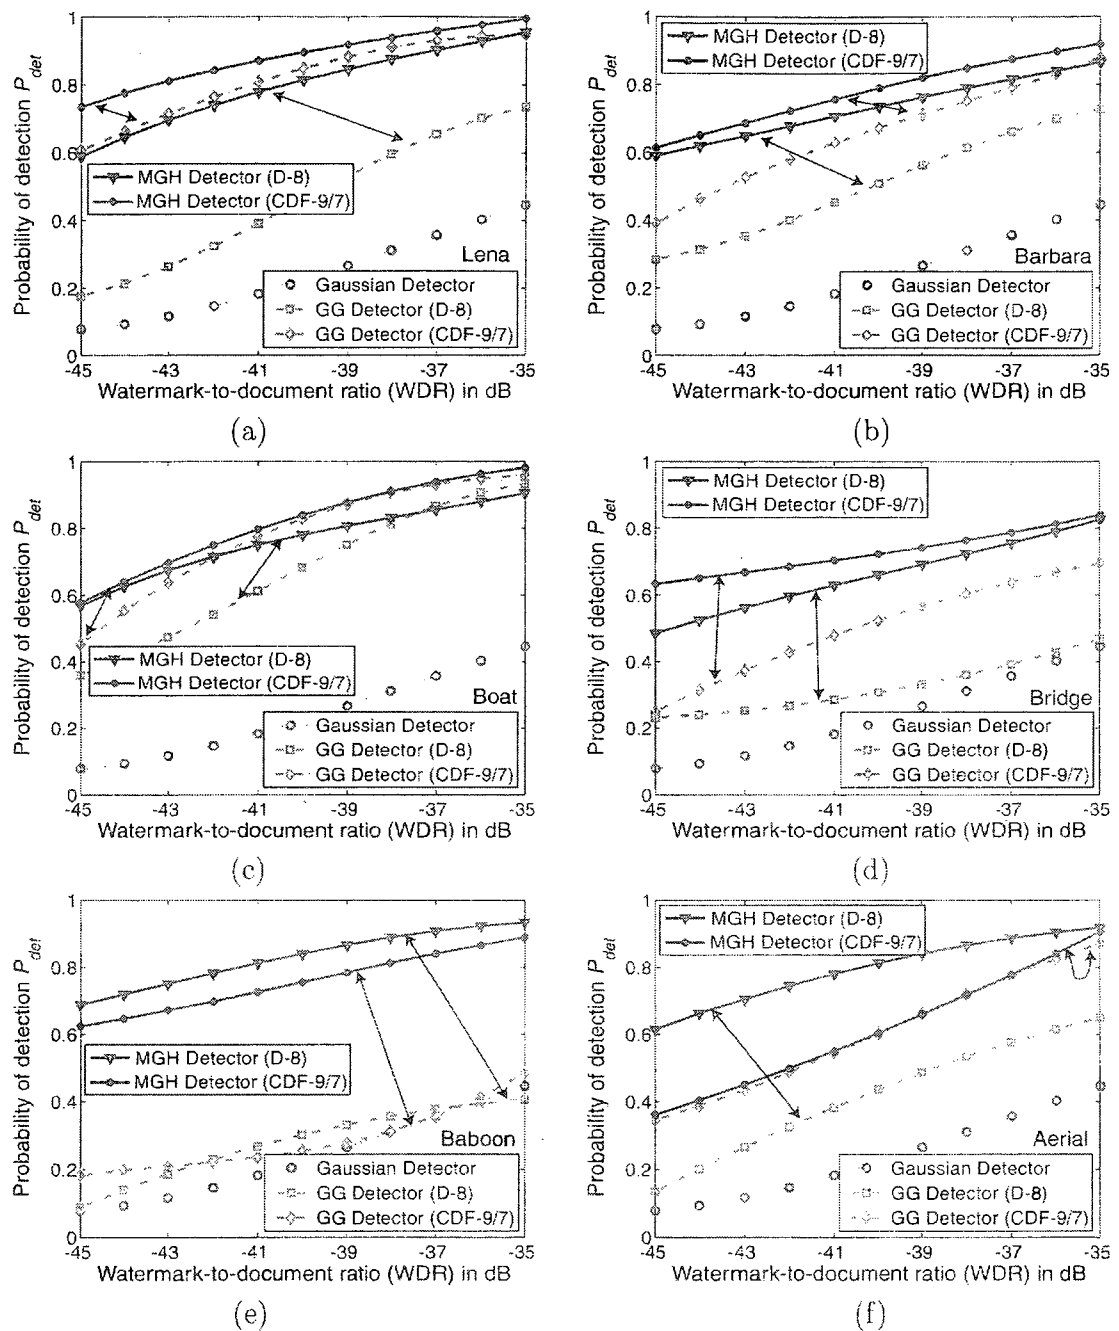 Probability of detection P_det
1
0.8
0.6
0.4
0.2
0
MGH Detector (D-8)
MGH Detector (CDF-9/7)
Lena
Gaussian Detector
GG Detector (D-8)
GG Detector (CDF-9/7)
-45 -43 -41 -39 -37 -35
Watermark-to-document ratio (WDR) in dB
(a)
Probability of detection P_det
1
0.8
0.6
0.4
0.2
0
MGH Detector (D-8)
MGH Detector (CDF-9/7)
Barbara
Gaussian Detector
GG Detector (D-8)
GG Detector (CDF-9/7)
-45 -43 -41 -39 -37 -35
Watermark-to-document ratio (WDR) in dB
(b)
Probability of detection P_det
1
0.8
0.6
0.4
0.2
0
MGH Detector (D-8)
MGH Detector (CDF-9/7)
Boat
Gaussian Detector
GG Detector (D-8)
GG Detector (CDF-9/7)
-45 -43 -41 -39 -37 -35
Watermark-to-document ratio (WDR) in dB
(c)
Probability of detection P_det
1
0.8
0.6
0.4
0.2
0
MGH Detector (D-8)
MGH Detector (CDF-9/7)
Bridge
Gaussian Detector
GG Detector (D-8)
GG Detector (CDF-9/7)
-45 -43 -41 -39 -37 -35
Watermark-to-document ratio (WDR) in dB
(d)
Probability of detection P_det
1
0.8
0.6
0.4
0.2
0
MGH Detector (D-8)
MGH Detector (CDF-9/7)
Baboon
Gaussian Detector
GG Detector (D-8)
GG Detector (CDF-9/7)
-45 -43 -41 -39 -37 -35
Watermark-to-document ratio (WDR) in dB
(e)
Probability of detection P_det
1
0.8
0.6
0.4
0.2
0
MGH Detector (D-8)
MGH Detector (CDF-9/7)
Aerial
Gaussian Detector
GG Detector (D-8)
GG Detector (CDF-9/7)
-45 -43 -41 -39 -37 -35
Watermark-to-document ratio (WDR) in dB
(f)